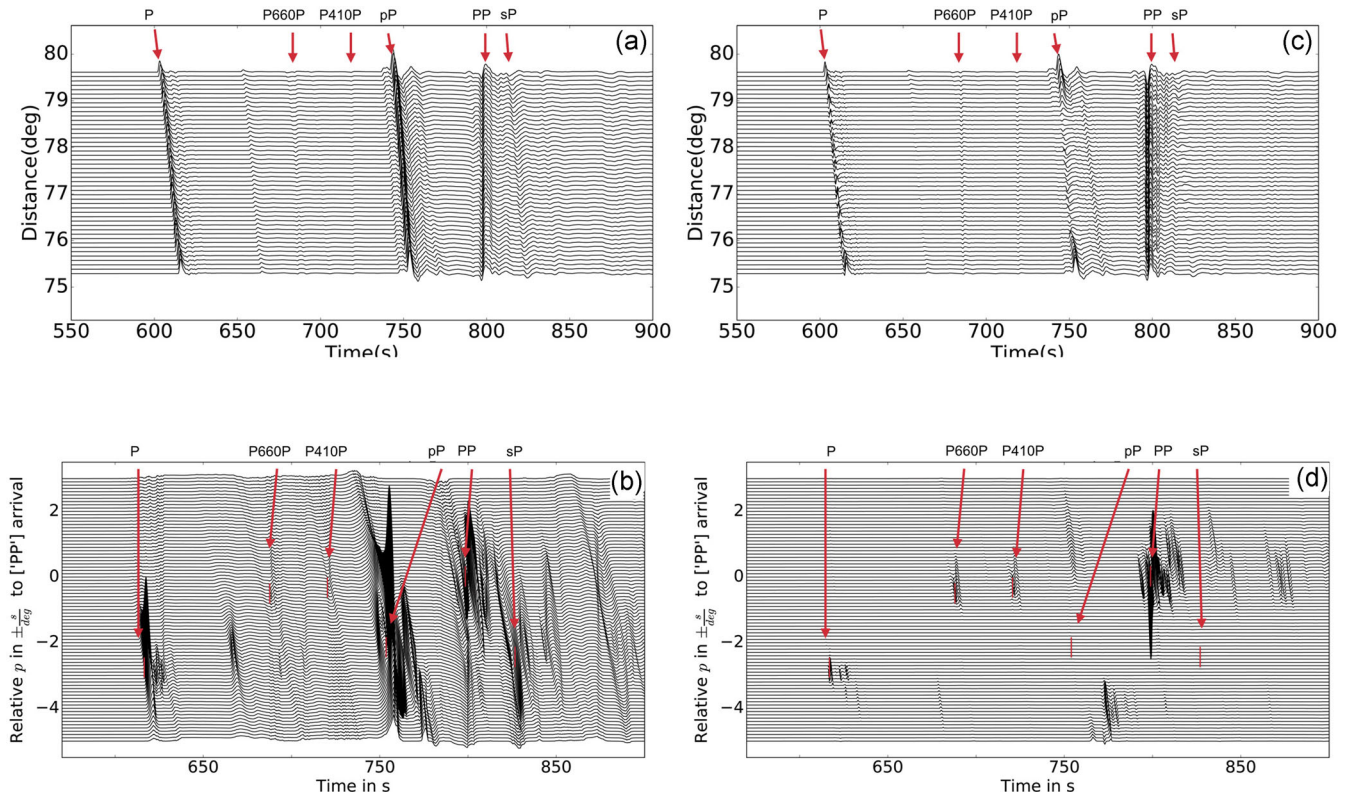 P P660P P410P pP PP sP
(a)
80
79
78
77
76
75
Distance(deg)
550 600 650 700 750 800 850 900
Time(s)
P P660P P410P pP PP sP
(c)
80
79
78
77
76
75
Distance(deg)
550 600 650 700 750 800 850 900
Time(s)
P P660P P410P pP PP sP
(b)
2
0
−2
−4
Relative p in ± s/deg to ['PP'] arrival
650 750 850
Time in s
P P660P P410P pP PP sP
(d)
2
0
−2
−4
Relative p in ± s/deg to ['PP'] arrival
650 750 850
Time in s